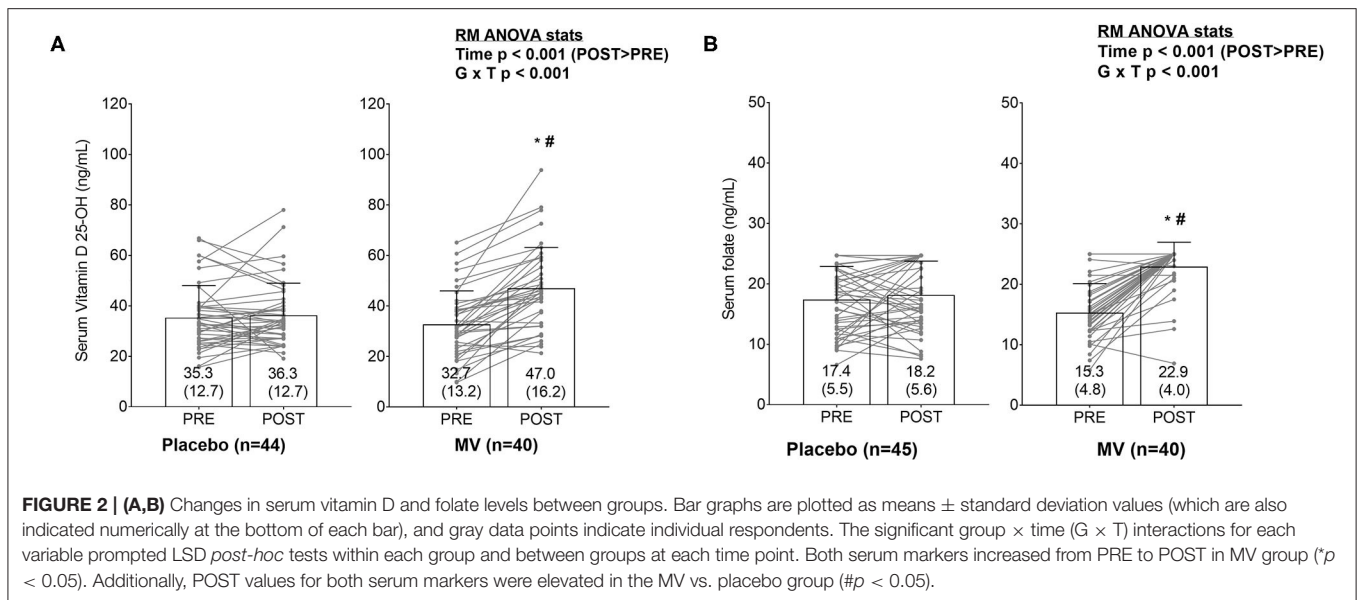 A
RM ANOVA stats
Time p < 0.001 (POST>PRE)
G x T p < 0.001
Serum Vitamin D 25-OH (ng/mL)
120
100
80
60
40
20
0
35.3
(12.7)
36.3
(12.7)
PRE
POST
Placebo (n=44)
120
100
80
60
40
20
0
* #
32.7
(13.2)
47.0
(16.2)
PRE
POST
MV (n=40)
B
RM ANOVA stats
Time p < 0.001 (POST>PRE)
G x T p < 0.001
Serum folate (ng/mL)
50
40
30
20
10
0
17.4
(5.5)
18.2
(5.6)
PRE
POST
Placebo (n=45)
50
40
30
20
10
0
* #
15.3
(4.8)
22.9
(4.0)
PRE
POST
MV (n=40)
FIGURE 2 | (A,B) Changes in serum vitamin D and folate levels between groups. Bar graphs are plotted as means ± standard deviation values (which are also
indicated numerically at the bottom of each bar), and gray data points indicate individual respondents. The significant group × time (G × T) interactions for each
variable prompted LSD post-hoc tests within each group and between groups at each time point. Both serum markers increased from PRE to POST in MV group (*p
< 0.05). Additionally, POST values for both serum markers were elevated in the MV vs. placebo group (#p < 0.05).